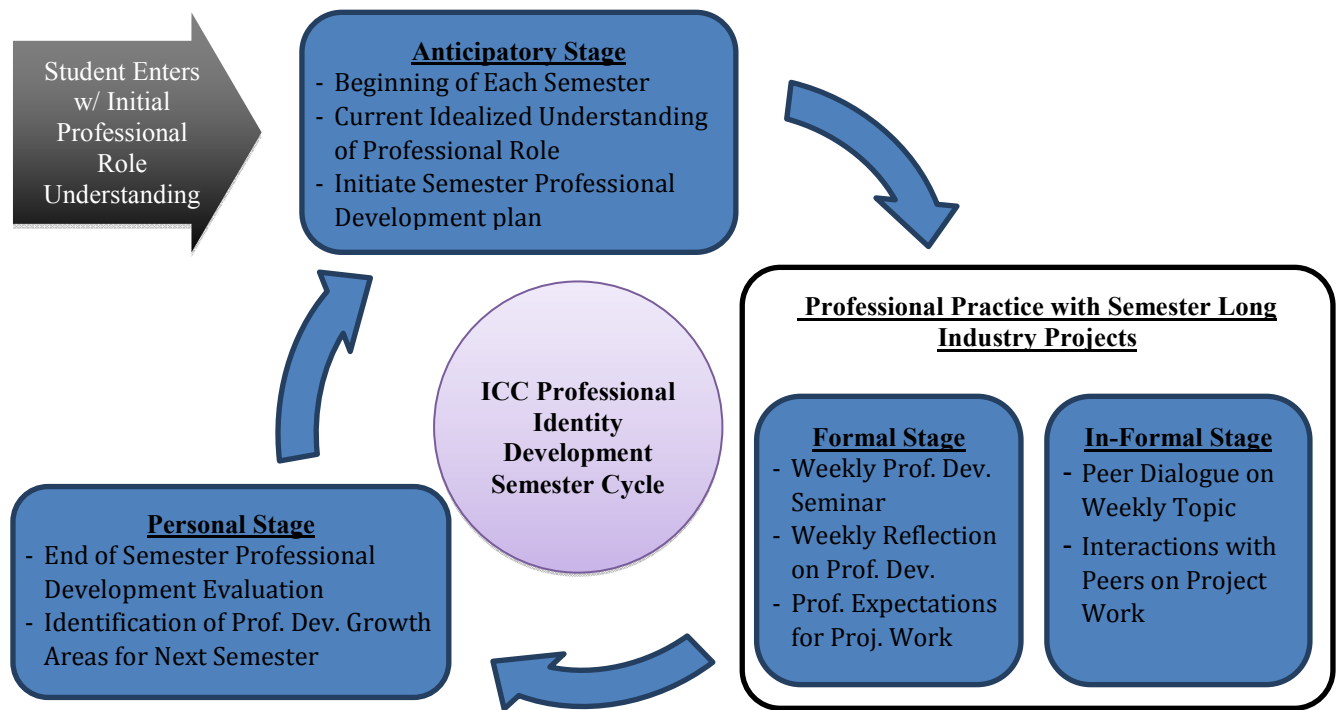 Student Enters
w/ Initial
Professional
Role
Understanding
Anticipatory Stage
- Beginning of Each Semester
- Current Idealized Understanding
of Professional Role
- Initiate Semester Professional
Development plan
Professional Practice with Semester Long
Industry Projects
Formal Stage
- Weekly Prof. Dev.
Seminar
- Weekly Reflection
on Prof. Dev.
- Prof. Expectations
for Proj. Work
In-Formal Stage
- Peer Dialogue on
Weekly Topic
- Interactions with
Peers on Project
Work
Personal Stage
- End of Semester Professional
Development Evaluation
- Identification of Prof. Dev. Growth
Areas for Next Semester
ICC Professional
Identity
Development
Semester Cycle